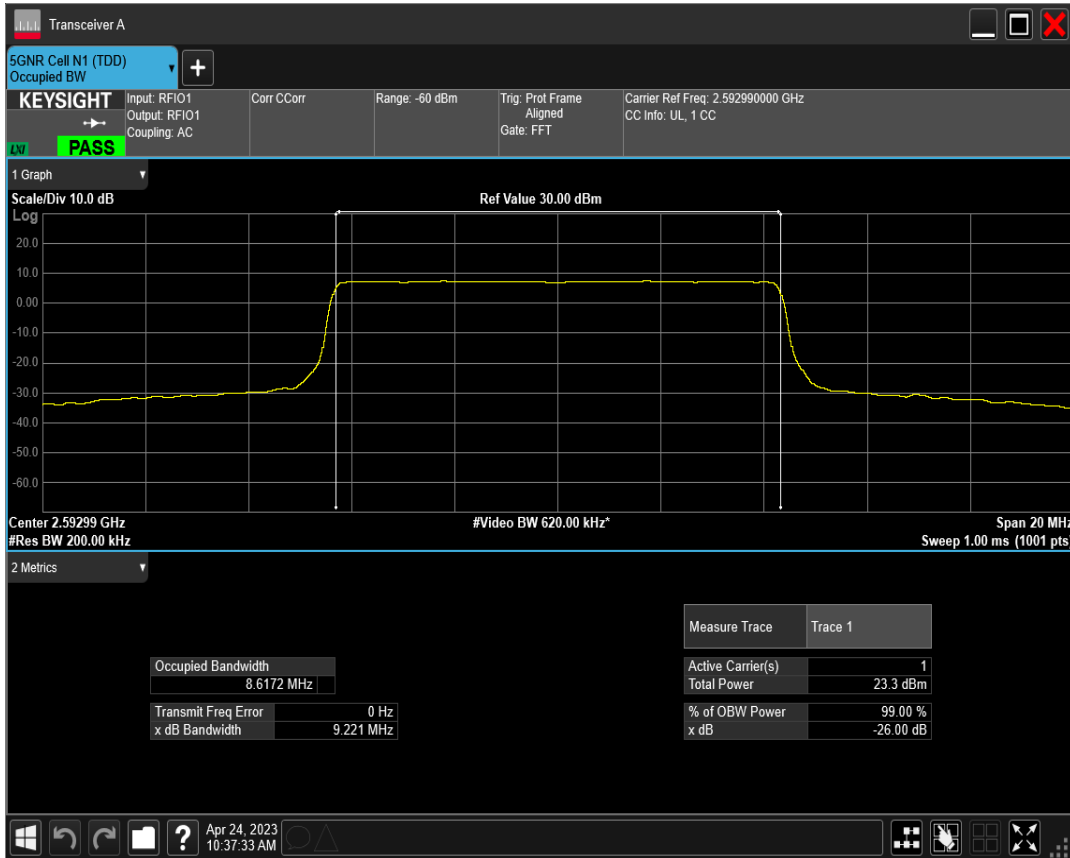 Transceiver A
5GNR Cell N1 (TDD)
Occupied BW
+
KEYSIGHT
LXI
PASS
Input: RFIO1
Output: RFIO1
Coupling: AC
Corr CCorr
Range: -60 dBm
Trig: Prot Frame
Aligned
Gate: FFT
Carrier Ref Freq: 2.592990000 GHz
CC Info: UL, 1 CC
1 Graph
Scale/Div 10.0 dB
Ref Value 30.00 dBm
Log
20.0
10.0
0.00
-10.0
-20.0
-30.0
-40.0
-50.0
-60.0
Center 2.59299 GHz
#Video BW 620.00 kHz*
Span 20 MHz
#Res BW 200.00 kHz
Sweep 1.00 ms (1001 pts)
2 Metrics
Measure Trace Trace 1
Occupied Bandwidth
8.6172 MHz
Active Carrier(s) 1
Total Power 23.3 dBm
Transmit Freq Error 0 Hz
x dB Bandwidth 9.221 MHz
% of OBW Power 99.00 %
x dB -26.00 dB
?
Apr 24, 2023
10:37:33 AM